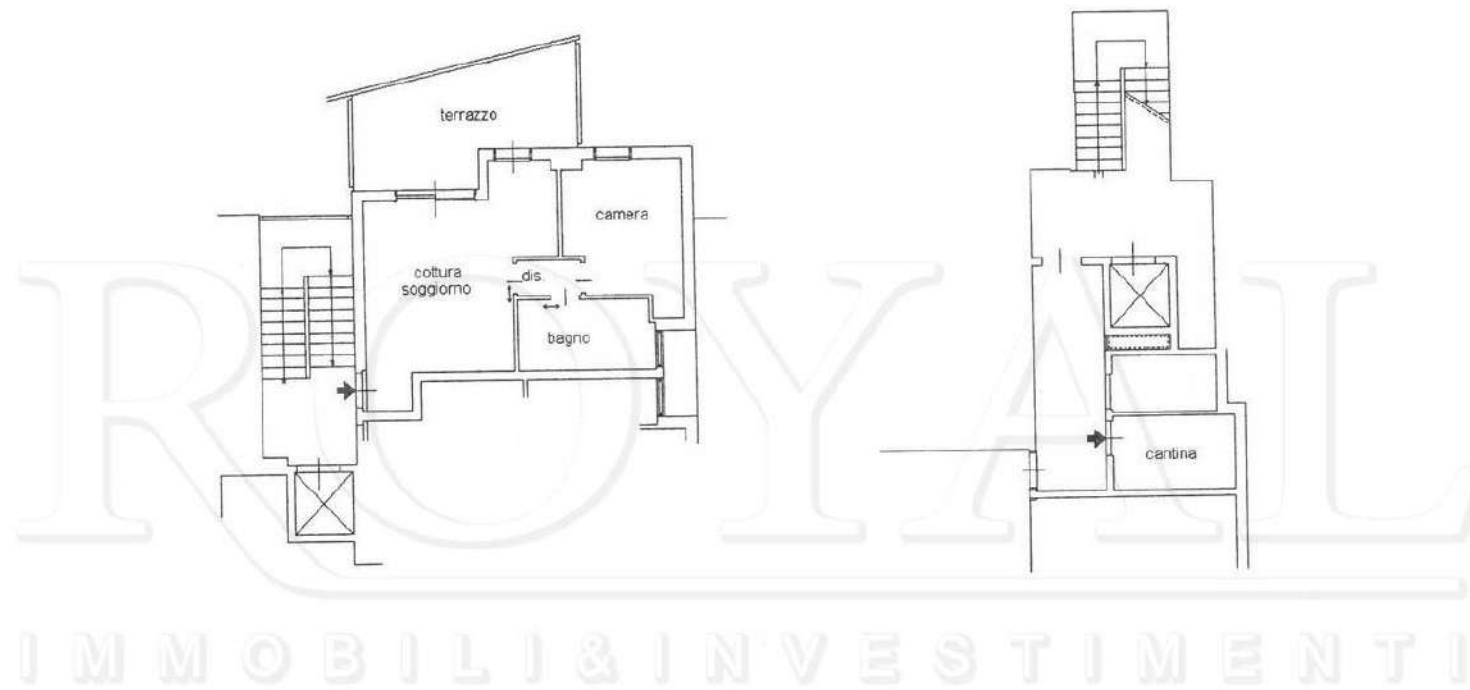 terrazzo
camera
cottura
soggiorno
dis.
bagno
cantina
ROYAL
IMMOBILI&INVESTIMENTI